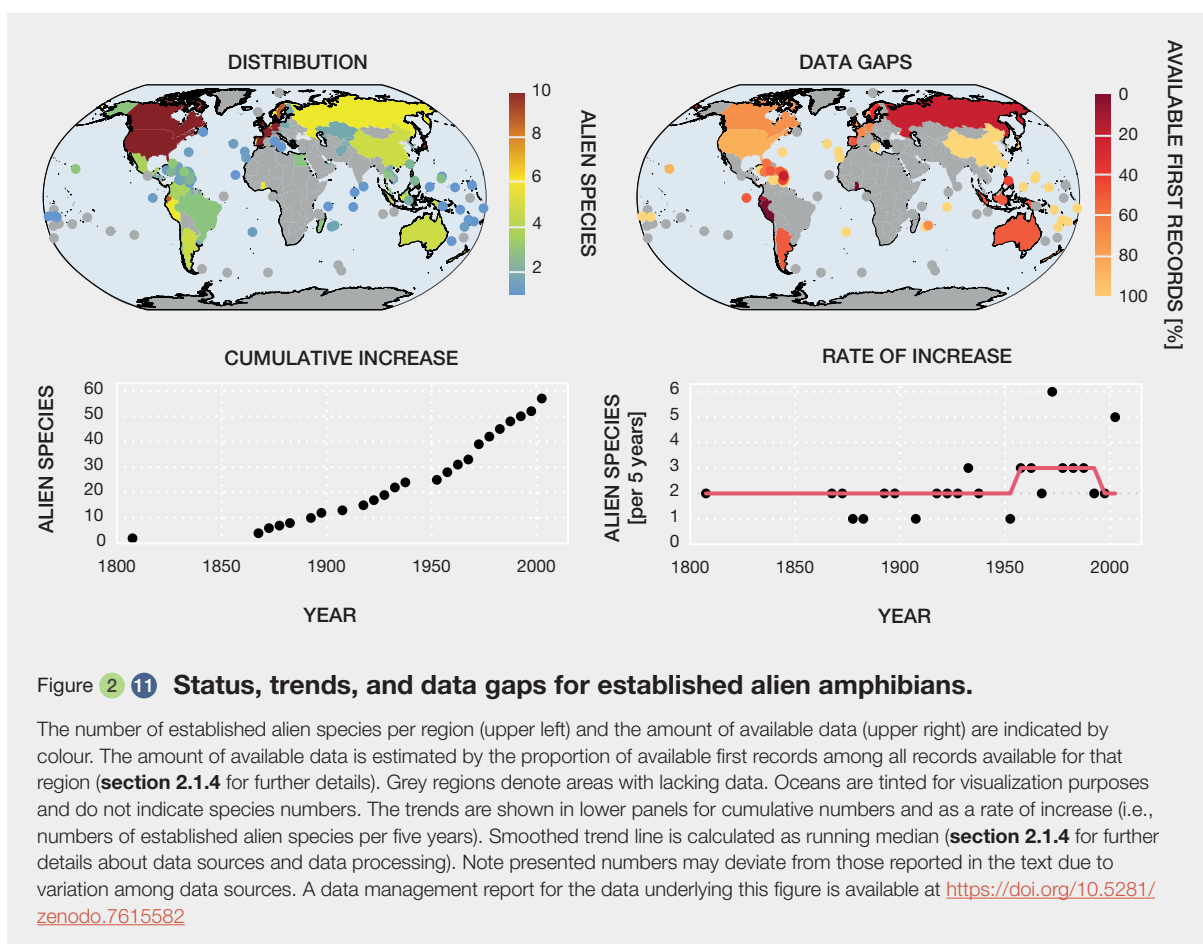 DISTRIBUTION
10
8
6
4
2
ALIEN SPECIES
DATA GAPS
0
20
40
60
80
100
AVAILABLE FIRST RECORDS [%]
CUMULATIVE INCREASE
ALIEN SPECIES
60
50
40
30
20
10
0
1800
1850
1900
1950
2000
YEAR
RATE OF INCREASE
ALIEN SPECIES
[per 5 years]
6
5
4
3
2
1
0
1800
1850
1900
1950
2000
YEAR
Figure 2 11 Status, trends, and data gaps for established alien amphibians.
The number of established alien species per region (upper left) and the amount of available data (upper right) are indicated by
colour. The amount of available data is estimated by the proportion of available first records among all records available for that
region (section 2.1.4 for further details). Grey regions denote areas with lacking data. Oceans are tinted for visualization purposes
and do not indicate species numbers. The trends are shown in lower panels for cumulative numbers and as a rate of increase (i.e.,
numbers of established alien species per five years). Smoothed trend line is calculated as running median (section 2.1.4 for further
details about data sources and data processing). Note presented numbers may deviate from those reported in the text due to
variation among data sources. A data management report for the data underlying this figure is available at https://doi.org/10.5281/
zenodo.7615582